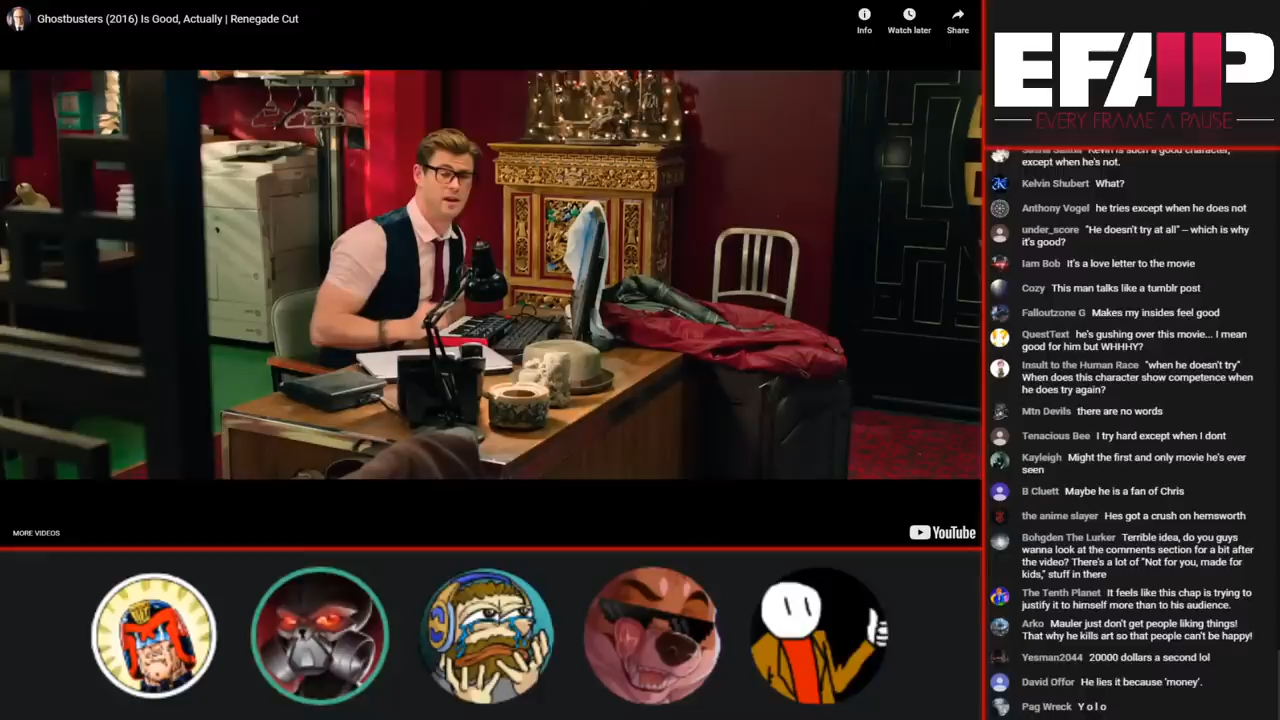 Ghostbusters (2016) Is Good, Actually | Renegade Cut
Info
Watch later
Share
MORE VIDEOS
YouTube
EFAP
EVERY FRAME A PAUSE
Kevin is such a good character,
except when he's not.
Kelvin Shubert What?
Anthony Vogel he tries except when he does not
under_score "He doesn't try at all" – which is why
it's good?
Iam Bob It's a love letter to the movie
Cozy This man talks like a tumblr post
Falloutzone G Makes my insides feel good
QuestText he's gushing over this movie... I mean
good for him but WHHHY?
Insult to the Human Race "when he doesn't try"
When does this character show competence when
he does try again?
Mtn Devils there are no words
Tenacious Bee I try hard except when I dont
Kayleigh Might the first and only movie he's ever
seen
B Cluett Maybe he is a fan of Chris
the anime slayer Hes got a crush on hemsworth
Bohgden The Lurker Terrible idea, do you guys
wanna look at the comments section for a bit after
the video? There's a lot of "Not for you, made for
kids," stuff in there
The Tenth Planet It feels like this chap is trying to
justify it to himself more than to his audience.
Arko Mauler just don't get people liking things!
That why he kills art so that people can't be happy!
Yesman2044 20000 dollars a second lol
David Offor He lies it because 'money'.
Pag Wreck Y o l o